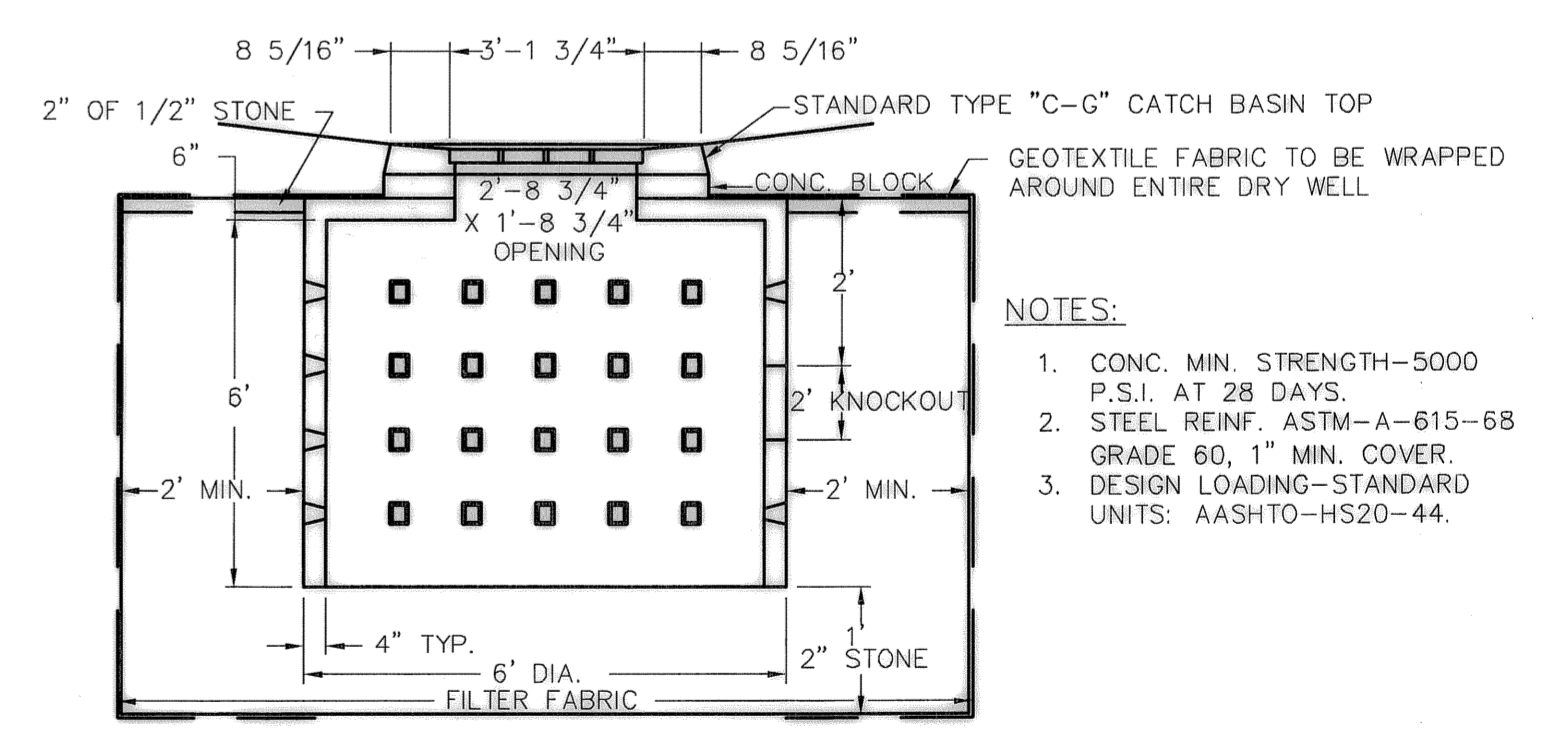 8 5/16" 3'-1 3/4" 8 5/16"
2" OF 1/2" STONE
STANDARD TYPE "C-G" CATCH BASIN TOP
6"
GEOTEXTILE FABRIC TO BE WRAPPED
AROUND ENTIRE DRY WELL
CONC. BLOCK
2'-8 3/4"
X 1'-8 3/4"
OPENING
2'
6'
2' KNOCKOUT
2' MIN.
2' MIN.
4" TYP.
1'
2" STONE
6' DIA.
FILTER FABRIC
NOTES:
1. CONC. MIN. STRENGTH-5000
P.S.I. AT 28 DAYS.
2. STEEL REINF. ASTM-A-615-68
GRADE 60, 1" MIN. COVER.
3. DESIGN LOADING-STANDARD
UNITS: AASHTO-HS20-44.